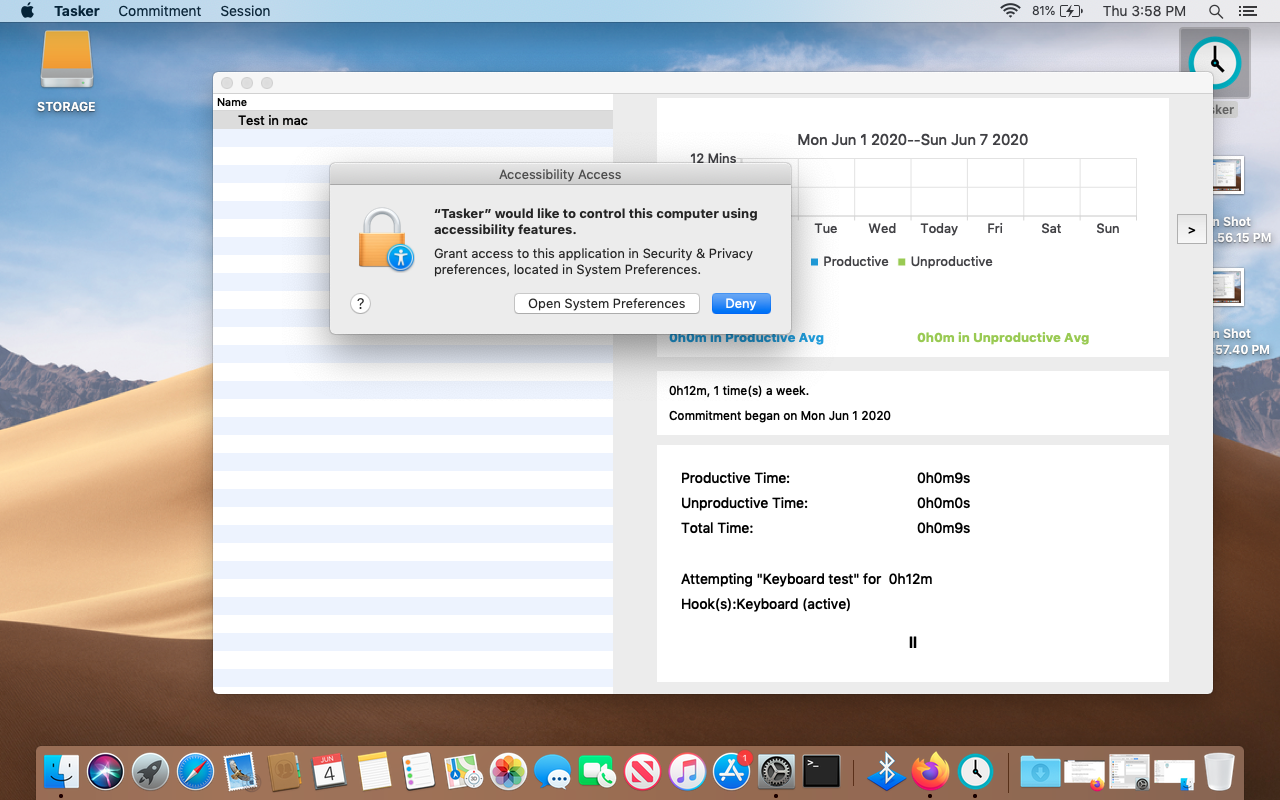 Tasker Commitment Session 81% Thu 3:58 PM
STORAGE
sker
Name
Test in mac
Mon Jun 1 2020--Sun Jun 7 2020
12 Mins
Accessibility Access
“Tasker” would like to control this computer using
accessibility features.
Grant access to this application in Security & Privacy
preferences, located in System Preferences.
? Open System Preferences Deny
Tue Wed Today Fri Sat Sun
>
Productive Unproductive
0h0m in Productive Avg 0h0m in Unproductive Avg
n Shot
.56.15 PM
n Shot
.57.40 PM
0h12m, 1 time(s) a week.
Commitment began on Mon Jun 1 2020
Productive Time: 0h0m9s
Unproductive Time: 0h0m0s
Total Time: 0h0m9s
Attempting "Keyboard test" for 0h12m
Hook(s):Keyboard (active)
JUN
4
1